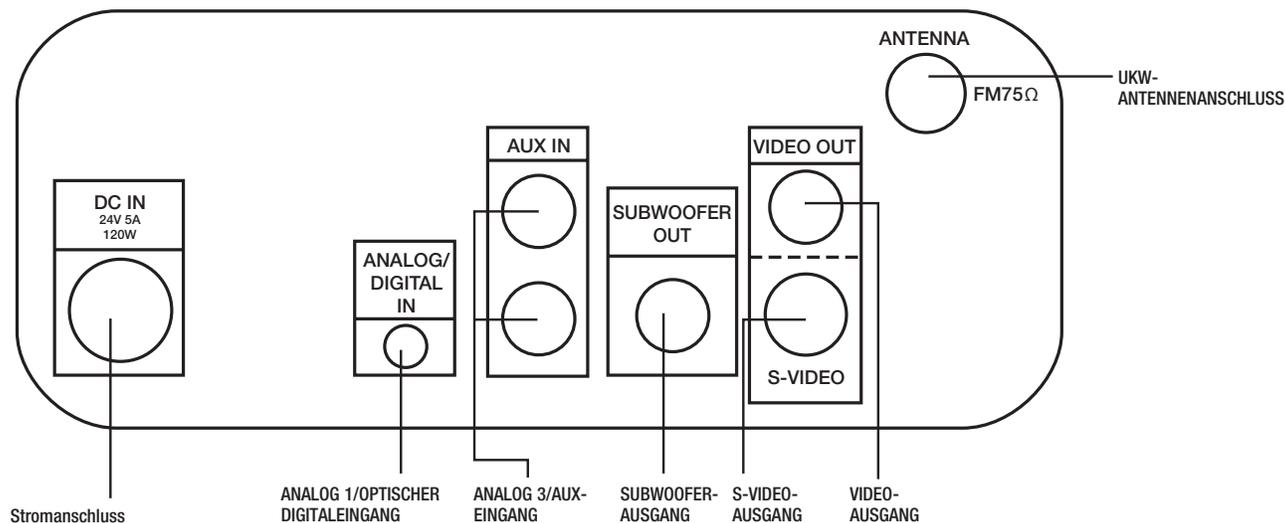 ANTENNA
FM75Ω
UKW-
ANTENNENANSCHLUSS
AUX IN
VIDEO OUT
DC IN
24V 5A
120W
SUBWOOFER
OUT
ANALOG/
DIGITAL
IN
S-VIDEO
Stromanschluss
ANALOG 1/OPTISCHER
DIGITALEINGANG
ANALOG 3/AUX-
EINGANG
SUBWOOFER-
AUSGANG
S-VIDEO-
AUSGANG
VIDEO-
AUSGANG